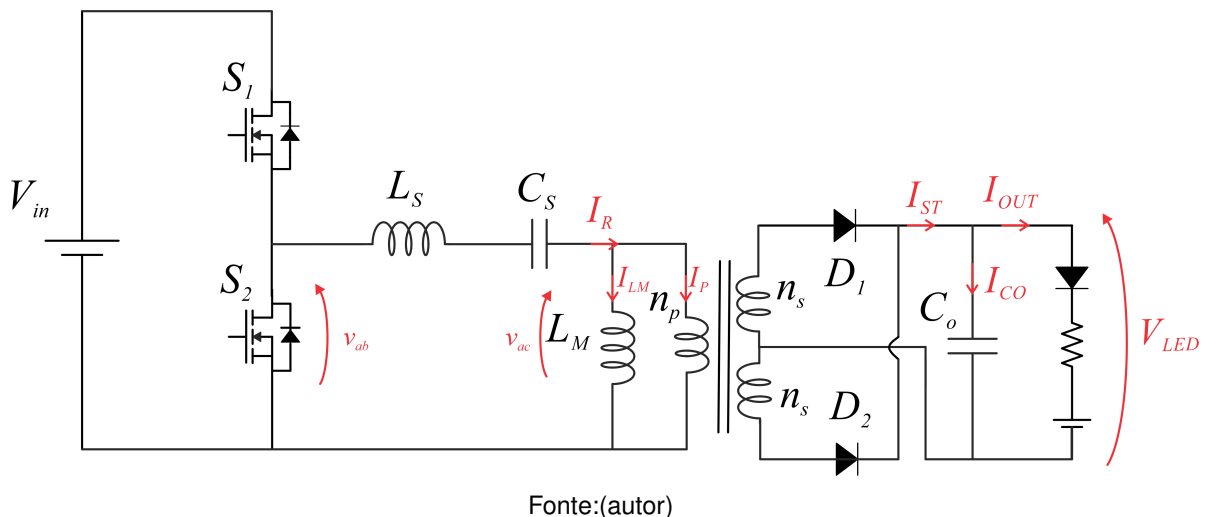 S1
Vin
LS
CS
IR
IST
IOUT
S2
ILM
IP
D1
ICO
vab
vac
LM
np
ns
Co
VLED
ns
D2
Fonte:(autor)